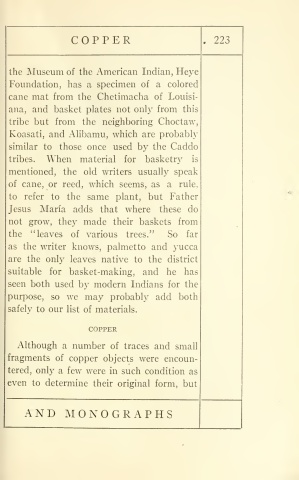 COPPER
. 223
the Museum of the American Indian, Heye
Foundation, has a specimen of a colored
cane mat from the Chetimacha of Louisi-
ana, and basket plates not only from this
tribe but from the neighboring Choctaw,
Koasati, and Alibamu, which are probably
similar to those once used by the Caddo
tribes. When material for basketry is
mentioned, the old writers usually speak
of cane, or reed, which seems, as a rule,
to refer to the same plant, but Father
Jesus María adds that where these do
not grow, they made their baskets from
the "leaves of various trees." So far
as the writer knows, palmetto and yucca
are the only leaves native to the district
suitable for basket-making, and he has
seen both used by modern Indians for the
purpose, so we may probably add both
safely to our list of materials.
COPPER
Although a number of traces and small
fragments of copper objects were encoun-
tered, only a few were in such condition as
even to determine their original form, but
AND MONOGRAPHS